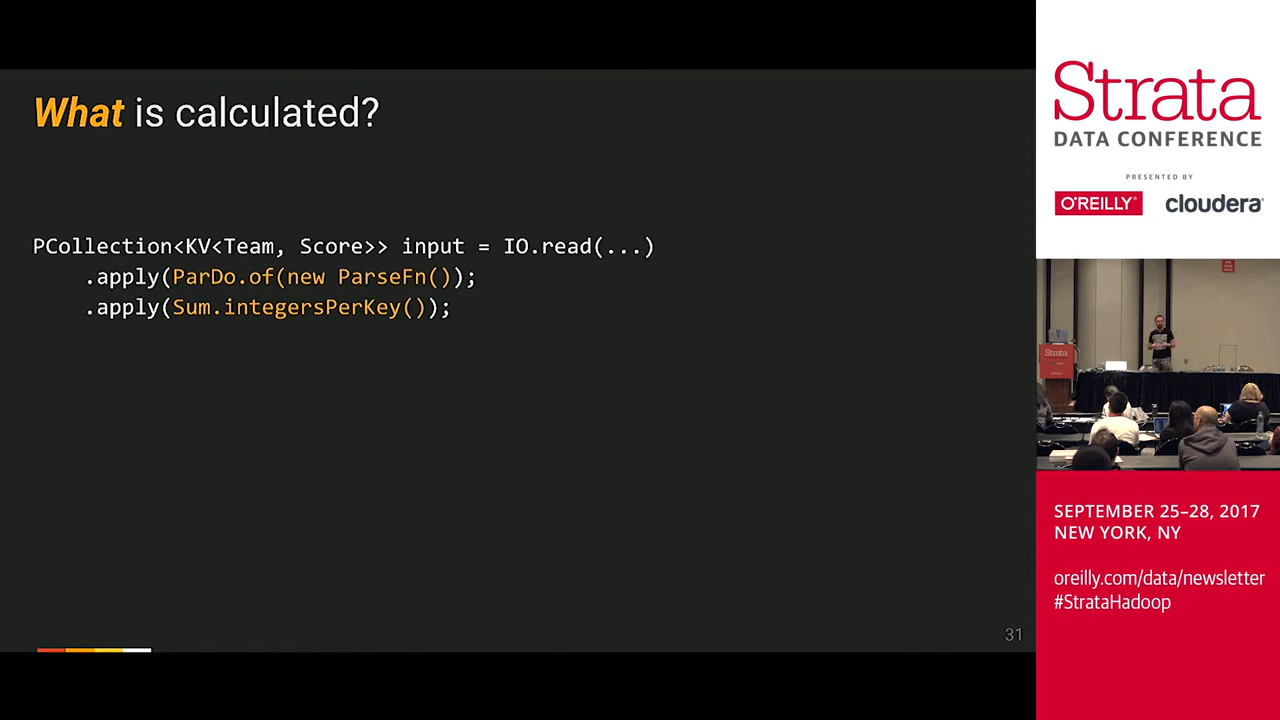 What is calculated?
PCollection<KV<Team, Score>> input = IO.read(...)
.apply(ParDo.of(new ParseFn());
.apply(Sum.integersPerKey());
31
Strata
DATA CONFERENCE
PRESENTED BY
O'REILLY®
cloudera
Strata
SEPTEMBER 25–28, 2017
NEW YORK, NY
oreilly.com/data/newsletter
#StrataHadoop